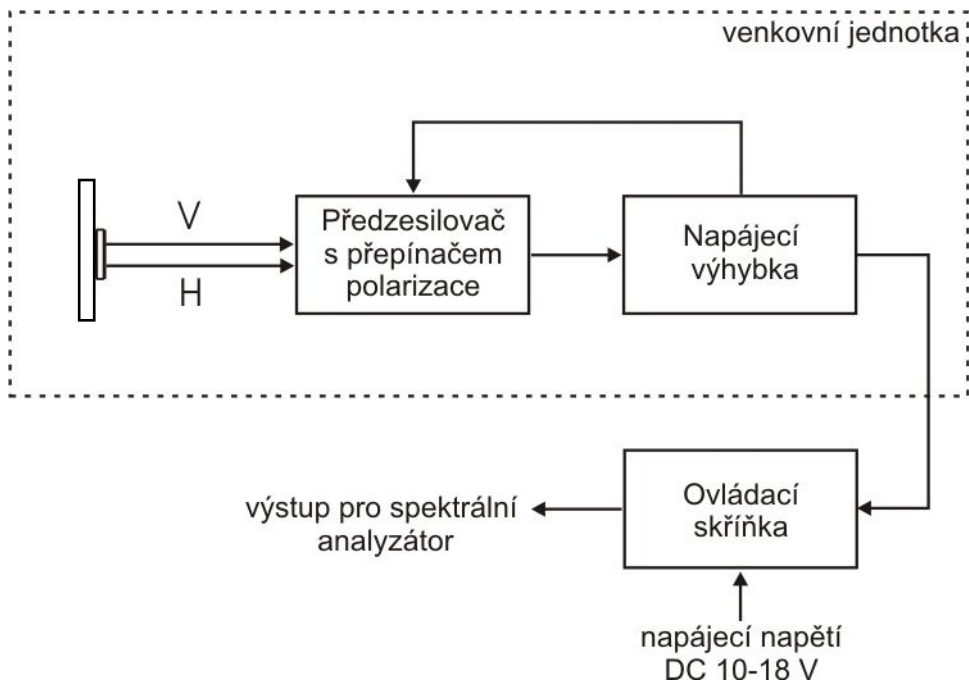 venkovní jednotka
V
H
Předzesilovač
s přepínačem
polarizace
Napájecí
výhybka
výstup pro spektrální
analyzátor
Ovládací
skříňka
napájecí napětí
DC 10-18 V